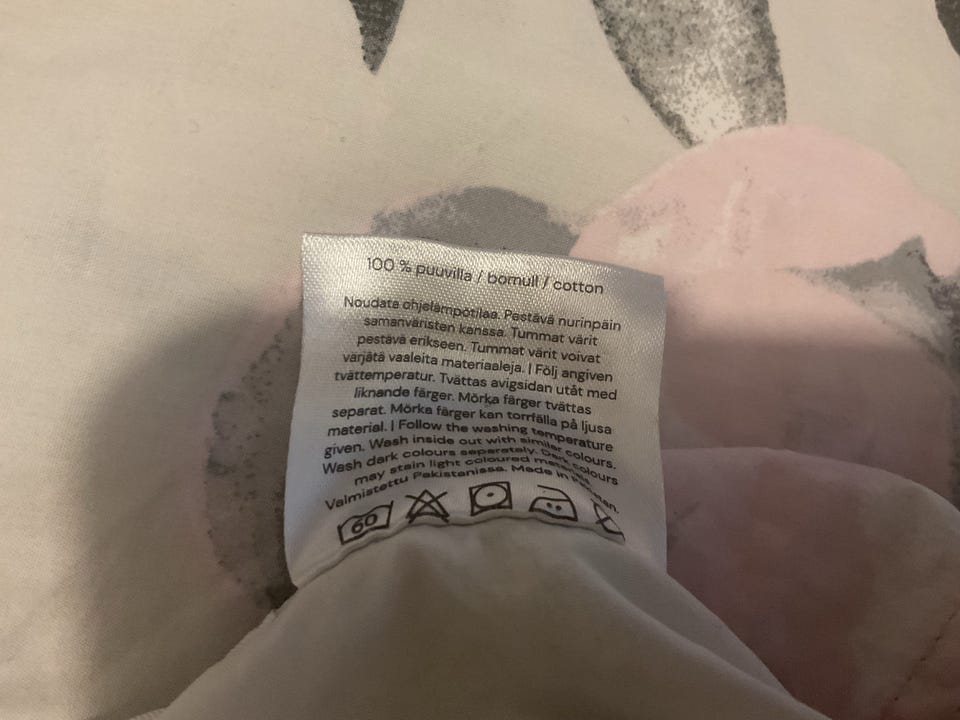 100 % puuvilla / bomull / cotton
Noudata ohjelämpötilaa. Pestävä nurinpäin
samanväristen kanssa. Tummat värit
pestävä erikseen. Tummat värit voivat
värjätä vaaleita materiaaleja. | Följ angiven
tvättemperatur. Tvättas avigsidan utåt med
liknande färger. Mörka färger tvättas
separat. Mörka färger kan torrfälla på ljusa
material. | Follow the washing temperature
given. Wash inside out with similar colours.
Wash dark colours separately. Dark colours
may stain light coloured
Valmistettu Pakistanissa. Made in
60